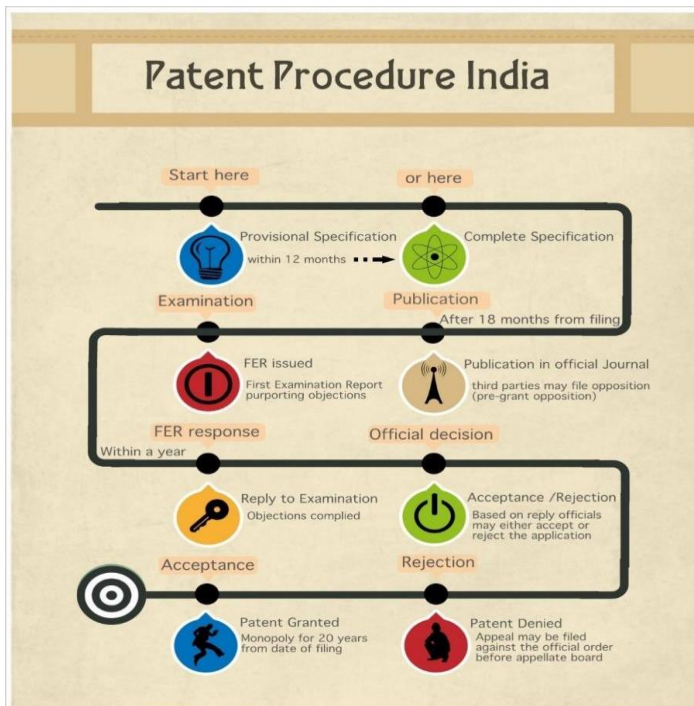 Patent Procedure India
Start here
or here
Provisional Specification
within 12 months
Complete Specification
Examination
Publication
After 18 months from filing
FER issued
First Examination Report
purporting objections
Publication in official Journal
third parties may file opposition
(pre-grant opposition)
FER response
Official decision
Within a year
Reply to Examination
Objections complied
Acceptance /Rejection
Based on reply officials
may either accept or
reject the application
Acceptance
Rejection
Patent Granted
Monopoly for 20 years
from date of filing
Patent Denied
Appeal may be filed
against the official order
before appellate board